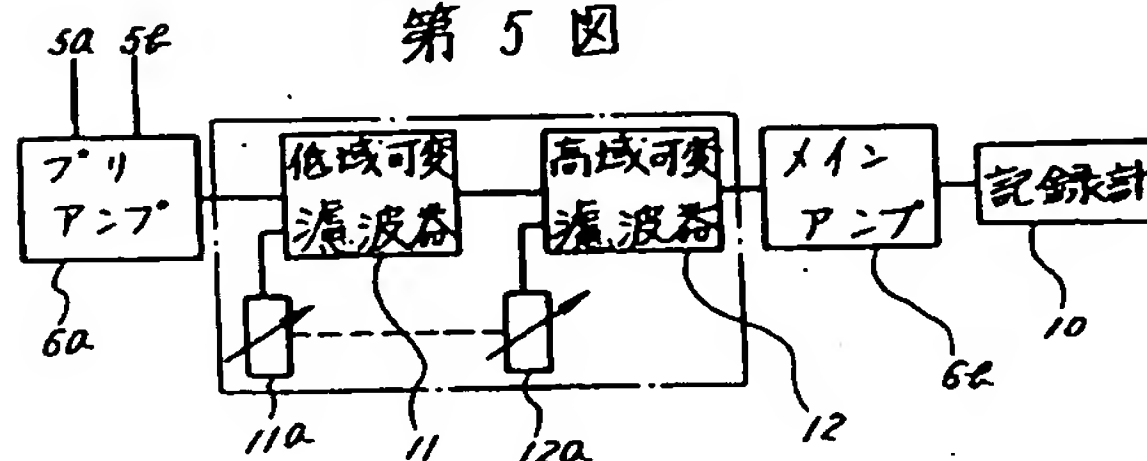 第 5 図
5a 5b
プリ
アンプ
低域可変
濾波器
高域可変
濾波器
メイン
アンプ
記録計
6a
11a
11
12a
12
6b
10